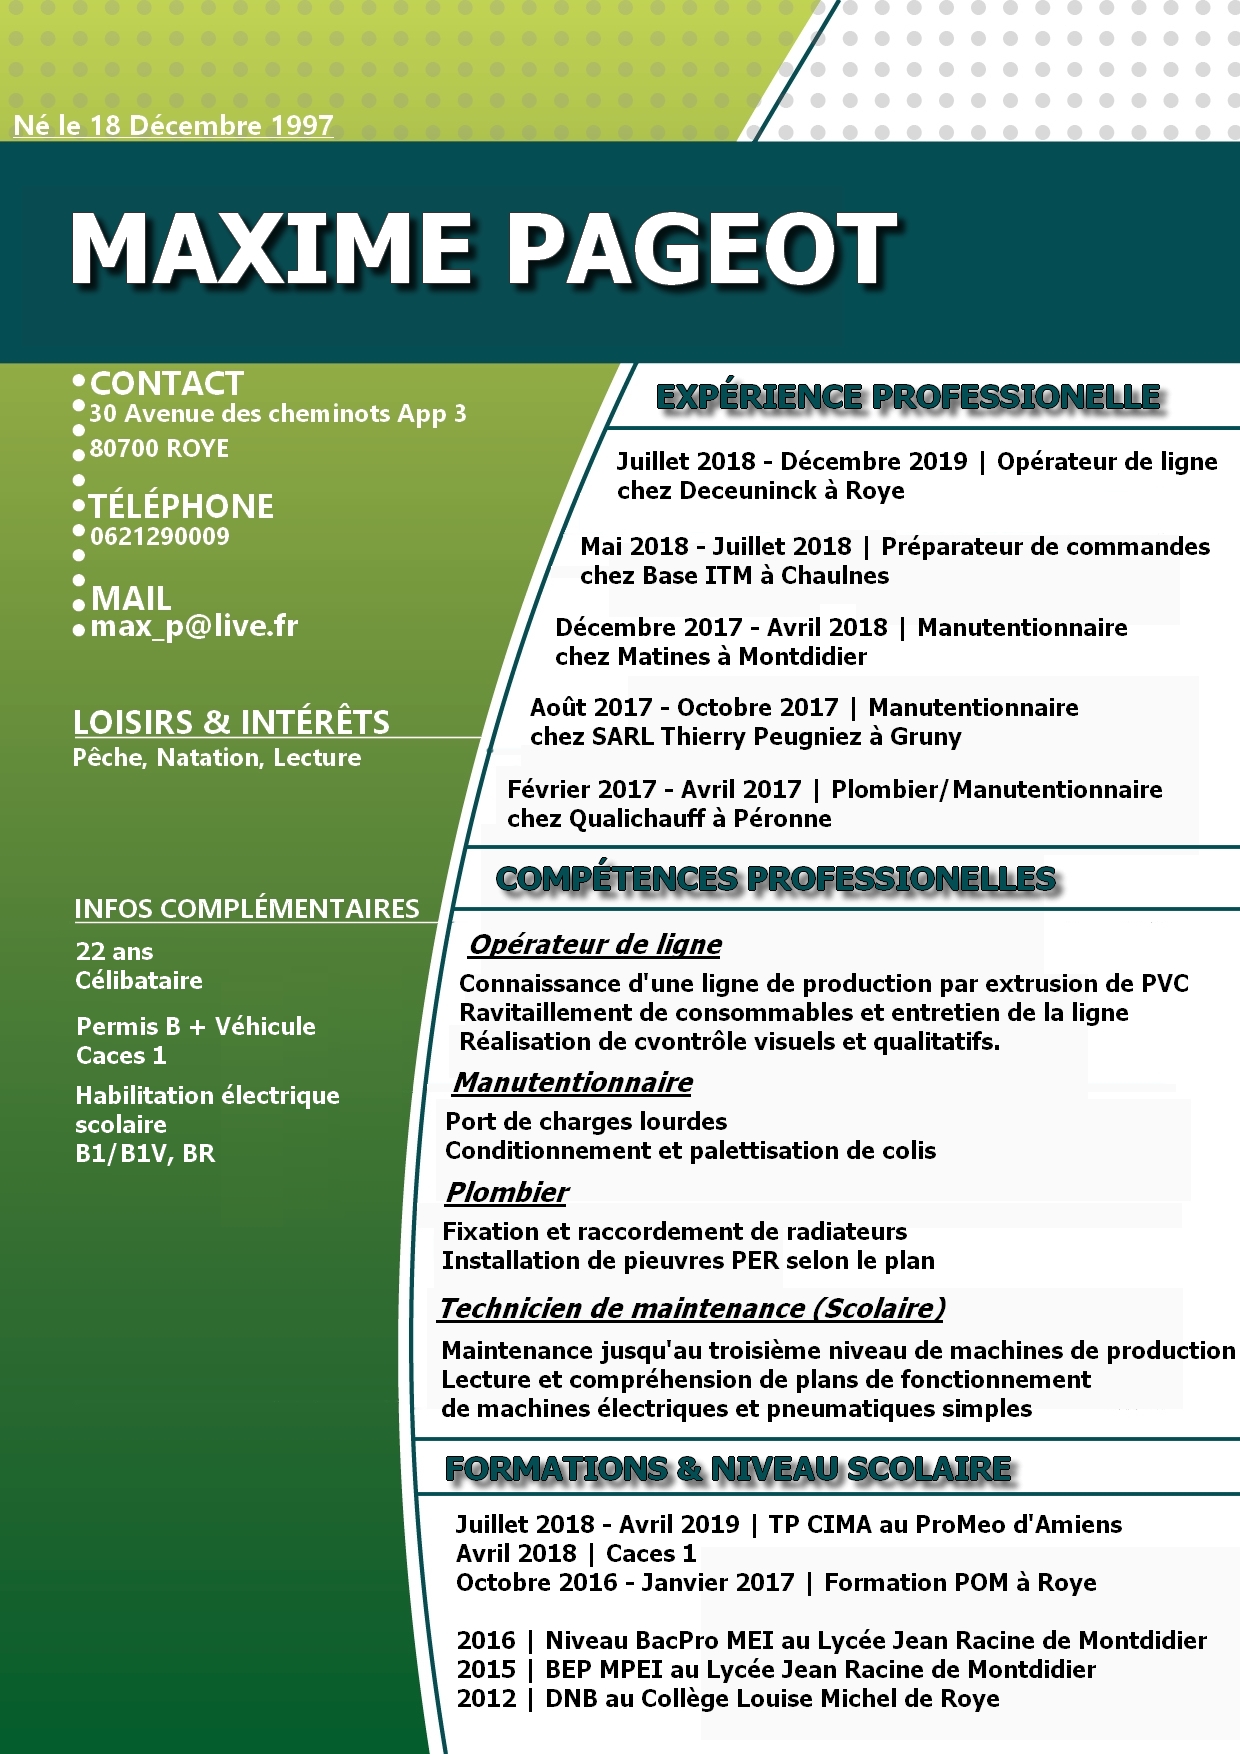 Né le 18 Décembre 1997
MAXIME PAGEOT
CONTACT
30 Avenue des cheminots App 3
80700 ROYE
TÉLÉPHONE
0621290009
MAIL
max_p@live.fr
LOISIRS & INTÉRÊTS
Pêche, Natation, Lecture
INFOS COMPLÉMENTAIRES
22 ans
Célibataire
Permis B + Véhicule
Caces 1
Habilitation électrique
scolaire
B1/B1V, BR
EXPÉRIENCE PROFESSIONELLE
Juillet 2018 - Décembre 2019 | Opérateur de ligne
chez Deceuninck à Roye
Mai 2018 - Juillet 2018 | Préparateur de commandes
chez Base ITM à Chaulnes
Décembre 2017 - Avril 2018 | Manutentionnaire
chez Matines à Montdidier
Août 2017 - Octobre 2017 | Manutentionnaire
chez SARL Thierry Peugniez à Gruny
Février 2017 - Avril 2017 | Plombier/Manutentionnaire
chez Qualichauff à Péronne
COMPÉTENCES PROFESSIONELLES
Opérateur de ligne
Connaissance d'une ligne de production par extrusion de PVC
Ravitaillement de consommables et entretien de la ligne
Réalisation de cvontrôle visuels et qualitatifs.
Manutentionnaire
Port de charges lourdes
Conditionnement et palettisation de colis
Plombier
Fixation et raccordement de radiateurs
Installation de pieuvres PER selon le plan
Technicien de maintenance (Scolaire)
Maintenance jusqu'au troisième niveau de machines de production
Lecture et compréhension de plans de fonctionnement
de machines électriques et pneumatiques simples
FORMATIONS & NIVEAU SCOLAIRE
Juillet 2018 - Avril 2019 | TP CIMA au ProMeo d'Amiens
Avril 2018 | Caces 1
Octobre 2016 - Janvier 2017 | Formation POM à Roye
2016 | Niveau BacPro MEI au Lycée Jean Racine de Montdidier
2015 | BEP MPEI au Lycée Jean Racine de Montdidier
2012 | DNB au Collège Louise Michel de Roye